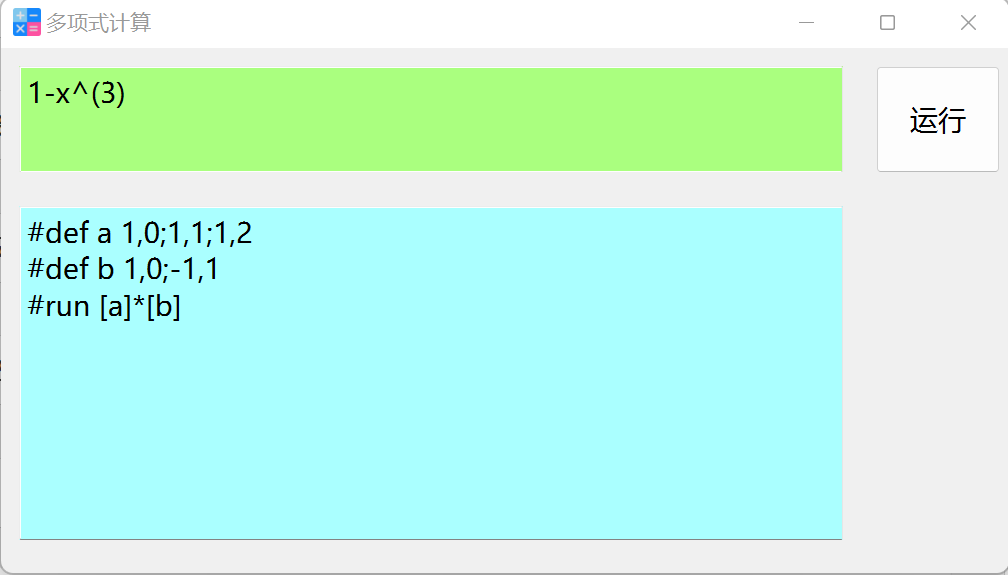 多项式计算
1-x^(3)
运行
#def a 1,0;1,1;1,2
#def b 1,0;-1,1
#run [a]*[b]